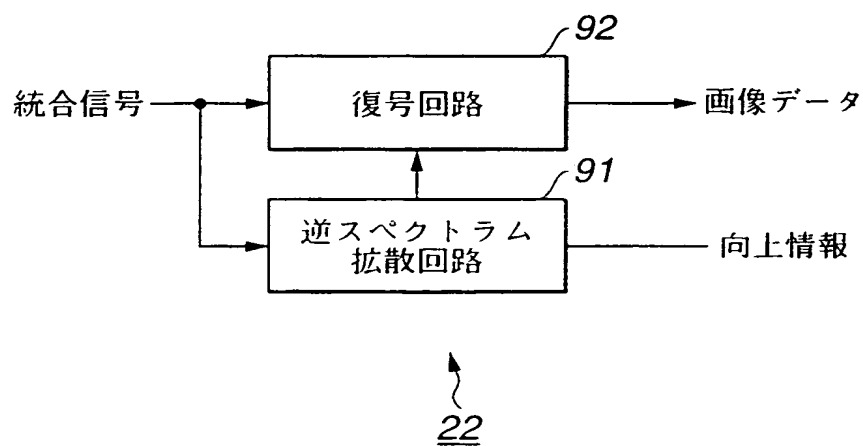 92
統合信号
復号回路
画像データ
91
逆スペクトラム
拡散回路
向上情報
22